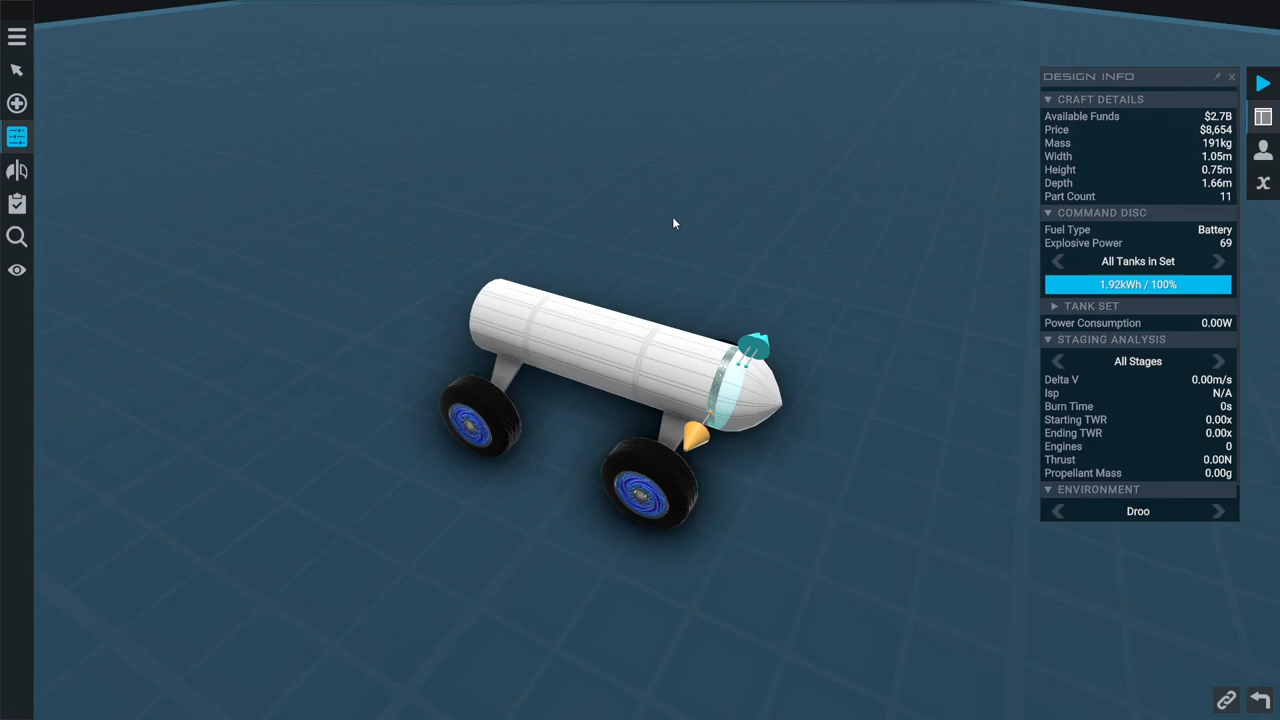 DESIGN INFO
CRAFT DETAILS
Available Funds $2.7B
Price $8,654
Mass 191kg
Width 1.05m
Height 0.75m
Depth 1.66m
Part Count 11
COMMAND DISC
Fuel Type Battery
Explosive Power 69
All Tanks in Set
1.92kWh / 100%
TANK SET
Power Consumption 0.00W
STAGING ANALYSIS
All Stages
Delta V 0.00m/s
Isp N/A
Burn Time 0s
Starting TWR 0.00x
Ending TWR 0.00x
Engines 0
Thrust 0.00N
Propellant Mass 0.00g
ENVIRONMENT
Droo